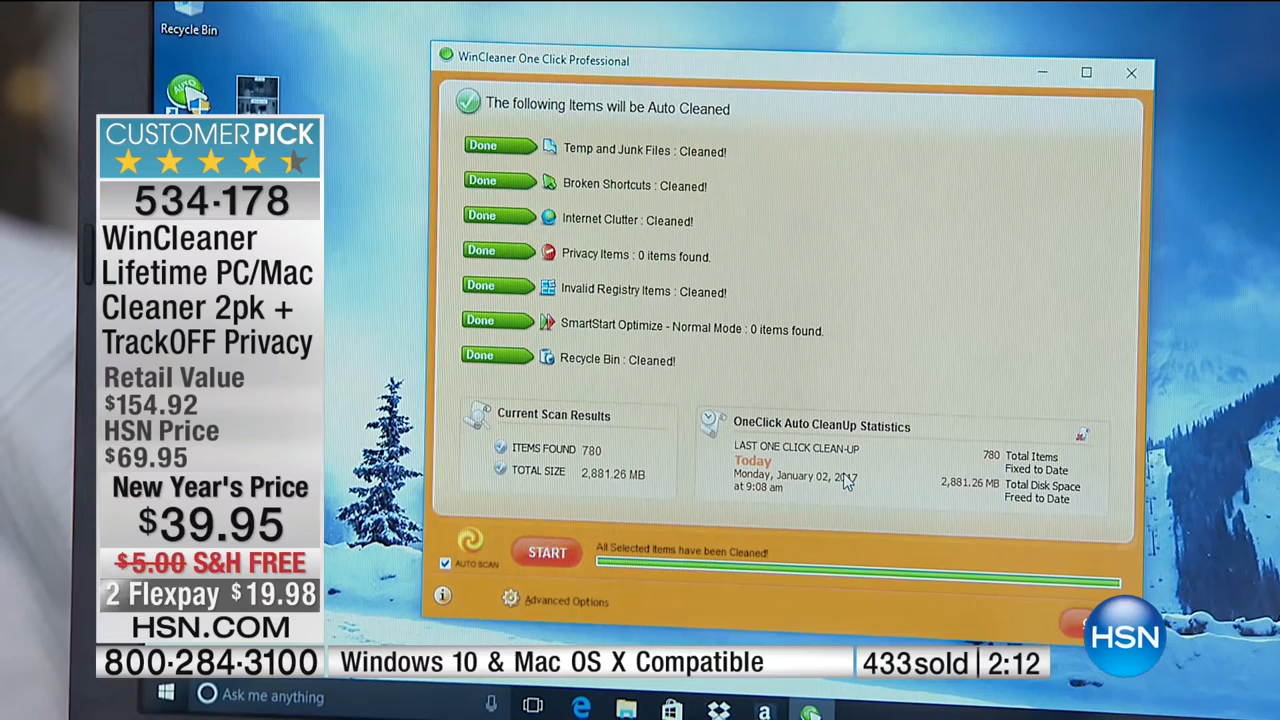 Recycle Bin
AUTO
WinCleaner One Click Professional
The following Items will be Auto Cleaned
Done Temp and Junk Files : Cleaned!
Done Broken Shortcuts : Cleaned!
Done Internet Clutter : Cleaned!
Done Privacy Items : 0 items found.
Done Invalid Registry Items : Cleaned!
Done SmartStart Optimize - Normal Mode : 0 items found.
Done Recycle Bin : Cleaned!
Current Scan Results
ITEMS FOUND 780
TOTAL SIZE 2,881.26 MB
OneClick Auto CleanUp Statistics
LAST ONE CLICK CLEAN-UP
Today
Monday, January 02, 2017
at 9:08 am
780 Total Items
Fixed to Date
2,881.26 MB Total Disk Space
Freed to Date
AUTO SCAN
START
All Selected Items have been Cleaned!
Advanced Options
CUSTOMER PICK
534-178
WinCleaner
Lifetime PC/Mac
Cleaner 2pk +
TrackOFF Privacy
Retail Value
$154.92
HSN Price
$69.95
New Year's Price
$39.95
$5.00 S&H FREE
2 Flexpay $19.98
HSN.COM
800-284-3100
Windows 10 & Mac OS X Compatible
433 sold
2:12
HSN
Ask me anything